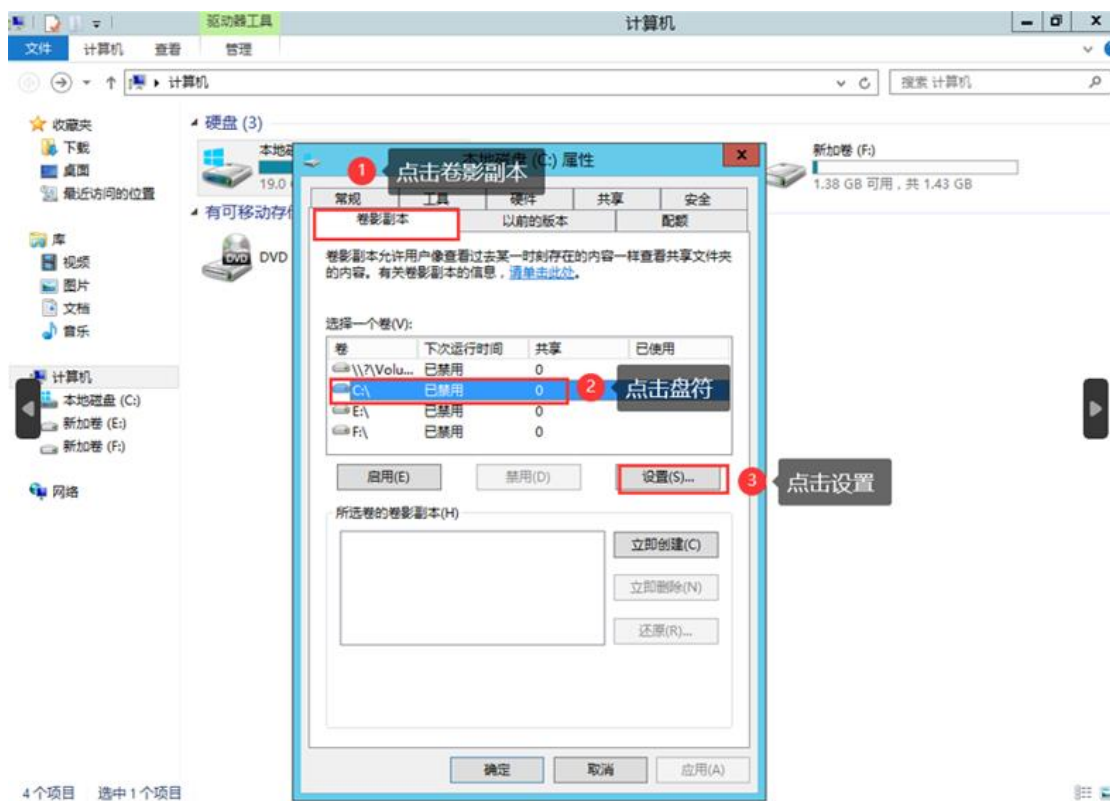 驱动器工具 计算机
文件 计算机 查看 管理
计算机 搜索 计算机
收藏夹
下载
桌面
最近访问的位置
库
视频
图片
文档
音乐
计算机
本地磁盘 (C:)
新加卷 (E:)
新加卷 (F:)
网络
硬盘 (3)
19.0
DVD
新加卷 (F:)
1.38 GB 可用，共 1.43 GB
(C:) 属性
1 点击卷影副本
常规 工具 硬件 共享 安全
卷影副本 以前的版本 配额
卷影副本允许用户像查看过去某一时刻存在的内容一样查看共享文件夹
的内容。有关卷影副本的信息，请单击此处。
选择一个卷(V):
卷 下次运行时间 共享 已使用
\\?\Volu... 已禁用 0
C:\ 已禁用 0
2 点击盘符
E:\ 已禁用 0
F:\ 已禁用 0
启用(E) 禁用(D) 设置(S)...
3 点击设置
所选卷的卷影副本(H)
立即创建(C)
立即删除(N)
还原(R)...
确定 取消 应用(A)
4 个项目 选中 1 个项目